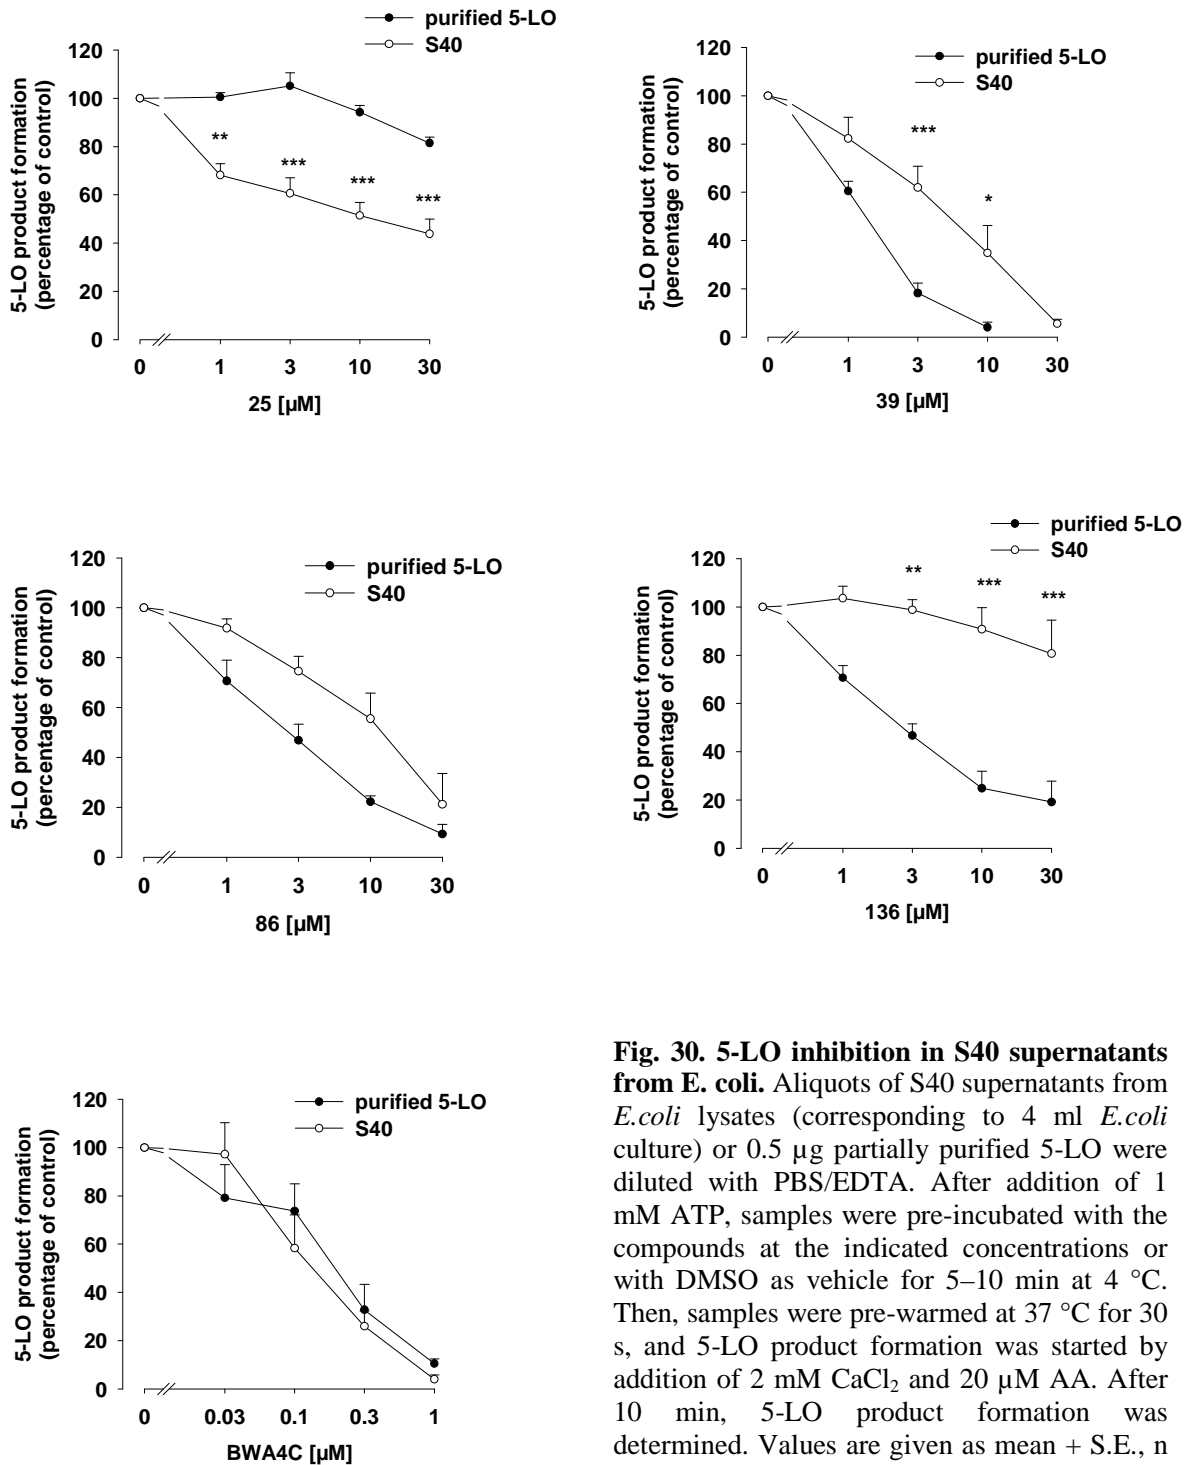 purified 5-LO
S40
5-LO product formation
(percentage of control)
120
100
80
60
40
20
0
**
***
***
***
0 1 3 10 30
25 [µM]
purified 5-LO
S40
5-LO product formation
(percentage of control)
120
100
80
60
40
20
0
***
*
0 1 3 10 30
39 [µM]
purified 5-LO
S40
5-LO product formation
(percentage of control)
120
100
80
60
40
20
0
0 1 3 10 30
86 [µM]
purified 5-LO
S40
5-LO product formation
(percentage of control)
120
100
80
60
40
20
0
**
***
***
0 1 3 10 30
136 [µM]
purified 5-LO
S40
5-LO product formation
(percentage of control)
120
100
80
60
40
20
0
0 0.03 0.1 0.3 1
BWA4C [µM]
Fig. 30. 5-LO inhibition in S40 supernatants
from E. coli. Aliquots of S40 supernatants from
E.coli lysates (corresponding to 4 ml E.coli
culture) or 0.5 µg partially purified 5-LO were
diluted with PBS/EDTA. After addition of 1
mM ATP, samples were pre-incubated with the
compounds at the indicated concentrations or
with DMSO as vehicle for 5–10 min at 4 °C.
Then, samples were pre-warmed at 37 °C for 30
s, and 5-LO product formation was started by
addition of 2 mM CaCl₂ and 20 µM AA. After
10 min, 5-LO product formation was
determined. Values are given as mean + S.E., n